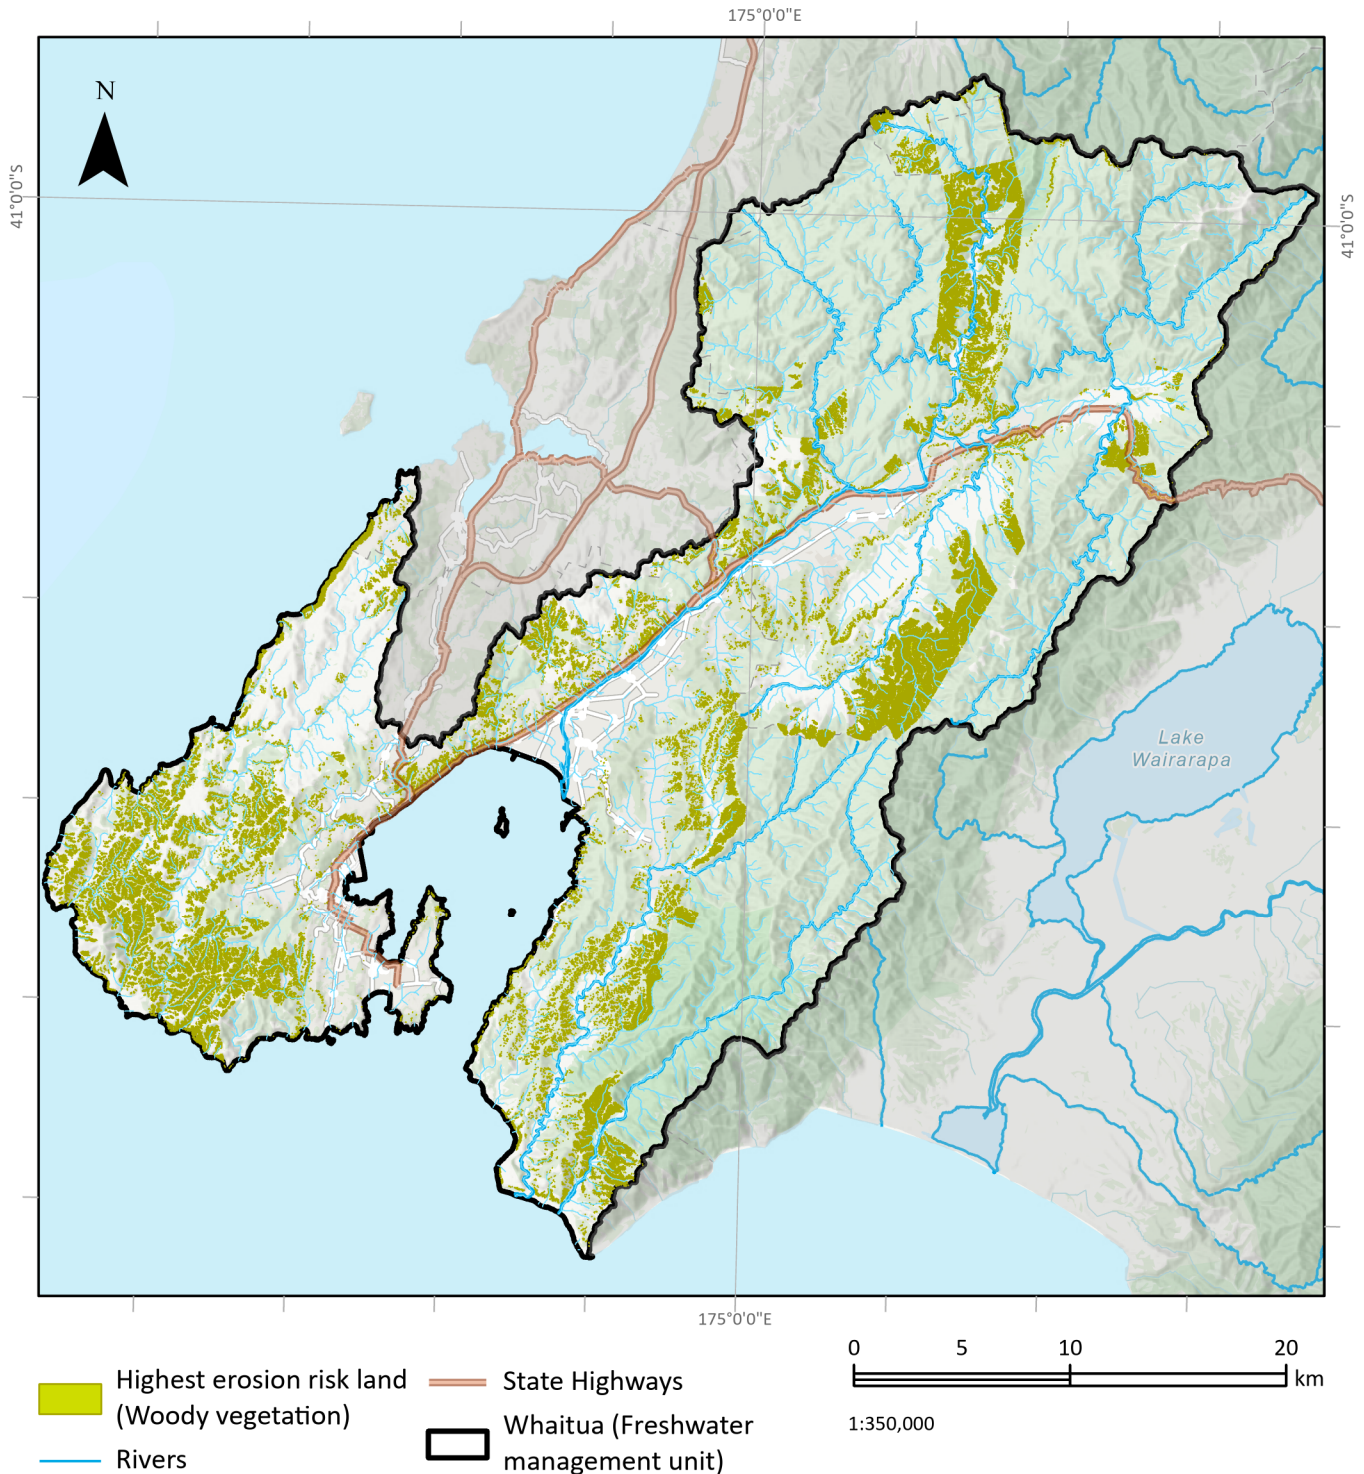 175°0'0"E
N
41°0'0"S
41°0'0"S
Lake
Wairarapa
175°0'0"E
Highest erosion risk land
(Woody vegetation)
Rivers
State Highways
Whaitua (Freshwater
management unit)
0 5 10 20
km
1:350,000